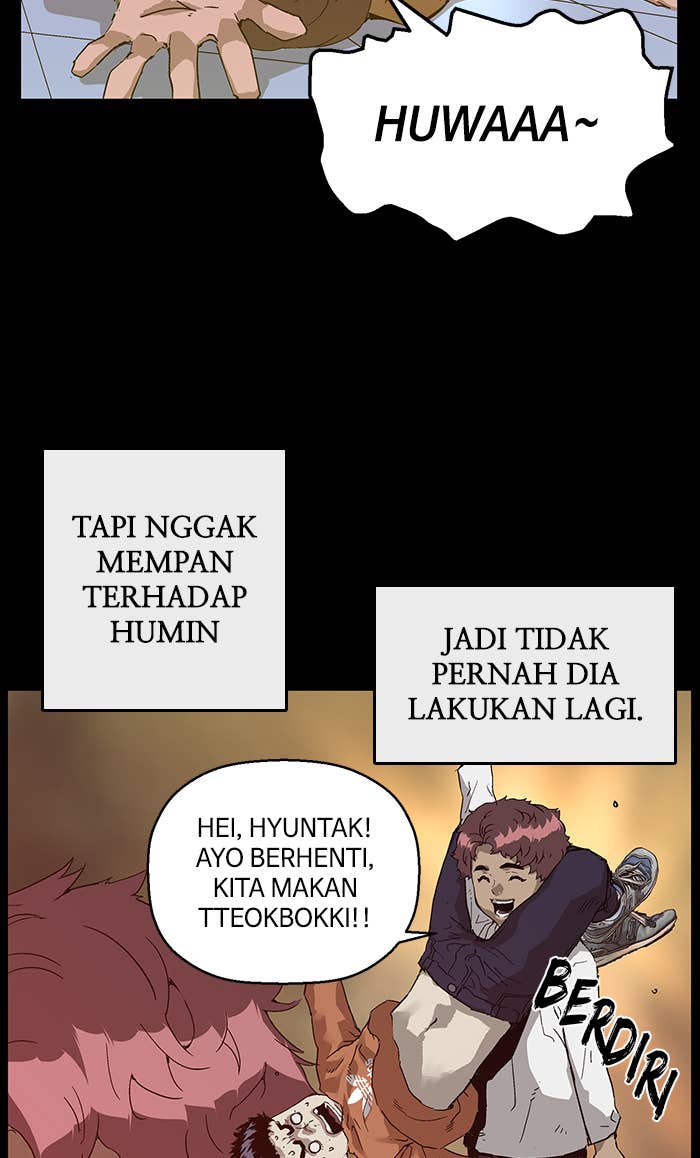 HUWAAA~
TAPI NGGAK
MEMPAN
TERHADAP
HUMIN
JADI TIDAK
PERNAH DIA
LAKUKAN LAGI.
HEI, HYUNTAK!
AYO BERHENTI,
KITA MAKAN
TTEOKBOKKI!!
BERDIRI